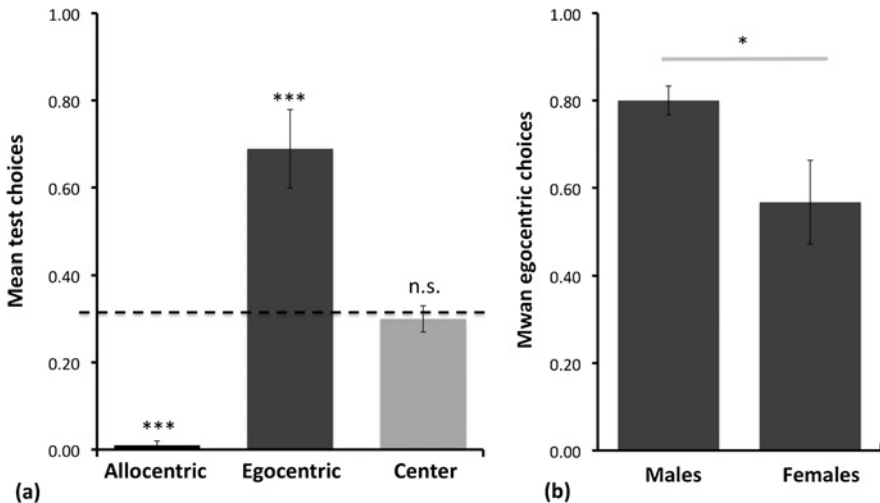 1.00
0.80
0.60
0.40
0.20
0.00
Mean test choices
***
***
n.s.
Allocentric Egocentric Center
(a)
1.00
0.80
0.60
0.40
0.20
0.00
Mwan egocentric choices
*
Males Females
(b)